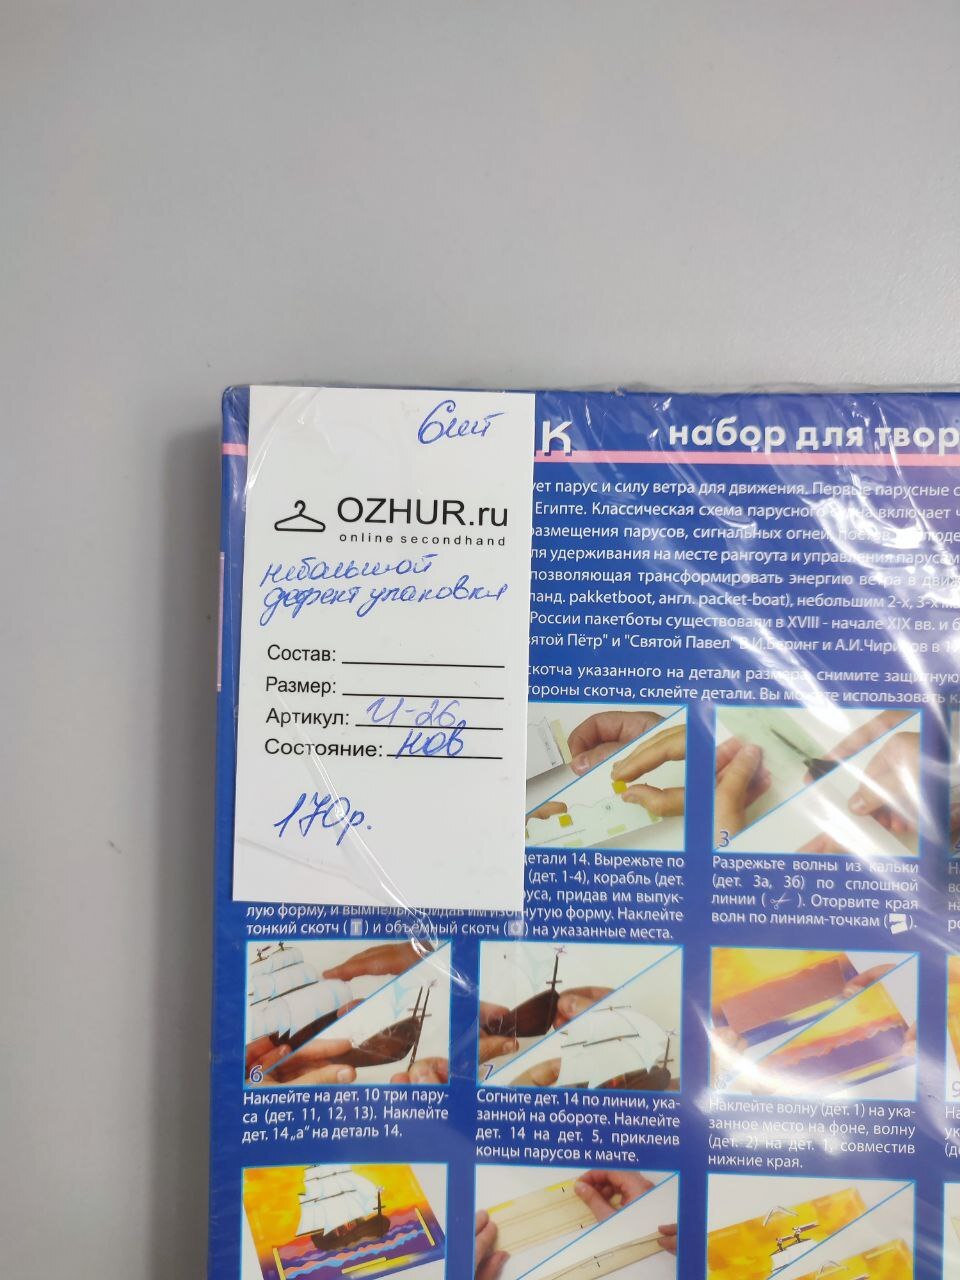 6шт
OZHUR.ru
online secondhand
небольшой
дефект упаковки
Состав:
Размер:
Артикул: И-26
Состояние: нов
170р.
к набор для твор
ует парус и силу ветра для движения. Первые парусные с
Египте. Классическая схема парусного судна включает ч
размещения парусов, сигнальных огней,
ля удерживания на месте рангоута и управления парусам
позволяющая трансформировать энергию ветра в движ
ланд. pakketboot, англ. packet-boat), небольшим 2-х, 3-х м
России пакетботы существовали в XVIII - начале XIX вв. и б
вятой Пётр" и "Святой Павел" В.И.Беринг и А.И.Чириков в 17
скотча указанного на детали размера, снимите защитную
тороны скотча, склейте детали. Вы можете использовать к
детали 14. Вырежьте по
(дет. 1-4), корабль (дет.
руса, придав им выпук-
лую форму, и вымпелы, придав им изогнутую форму. Наклейте
тонкий скотч (Т) и объёмный скотч (О) на указанные места.
3
Разрежьте волны из кальки
(дет. 3а, 3б) по сплошной
линии ( ). Оторвите края
волн по линиям-точкам ( ).
6
Наклейте на дет. 10 три пару-
са (дет. 11, 12, 13). Наклейте
дет. 14 „а" на деталь 14.
7
Согните дет. 14 по линии, ука-
занной на обороте. Наклейте
дет. 14 на дет. 5, приклеив
концы парусов к мачте.
8
Наклейте волну (дет. 1) на ука-
занное место на фоне, волну
(дет. 2) на дет. 1, совместив
нижние края.
9